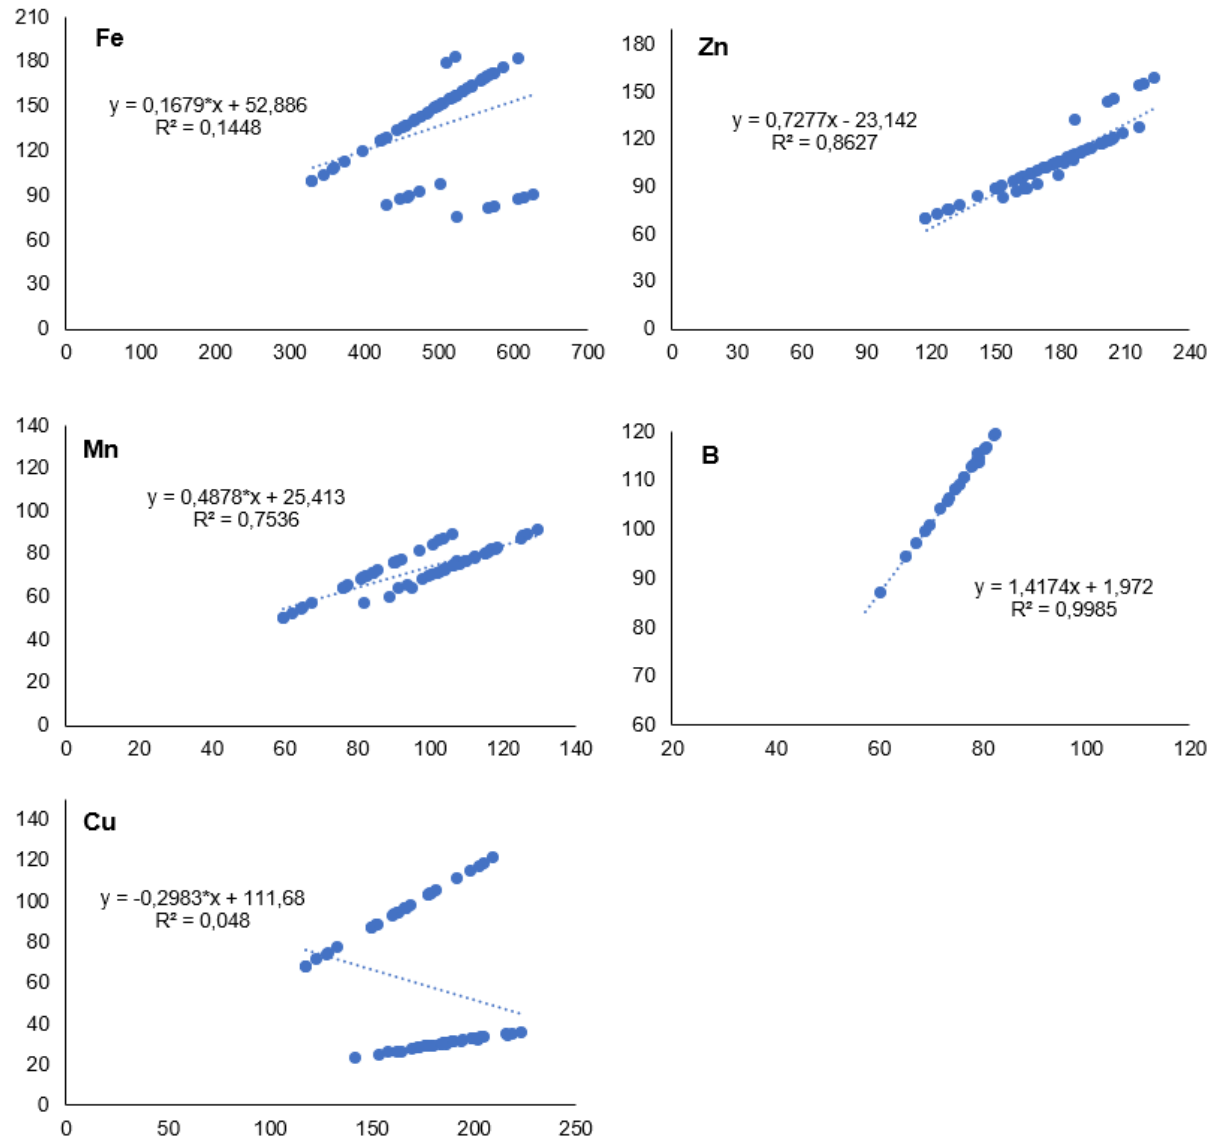 Fe
y = 0,1679*x + 52,886
R² = 0,1448
210
180
150
120
90
60
30
0
0 100 200 300 400 500 600 700
Zn
y = 0,7277x - 23,142
R² = 0,8627
180
150
120
90
60
30
0
0 30 60 90 120 150 180 210 240
Mn
y = 0,4878*x + 25,413
R² = 0,7536
140
120
100
80
60
40
20
0
0 20 40 60 80 100 120 140
B
y = 1,4174x + 1,972
R² = 0,9985
120
110
100
90
80
70
60
20 40 60 80 100 120
Cu
y = -0,2983*x + 111,68
R² = 0,048
140
120
100
80
60
40
20
0
0 50 100 150 200 250